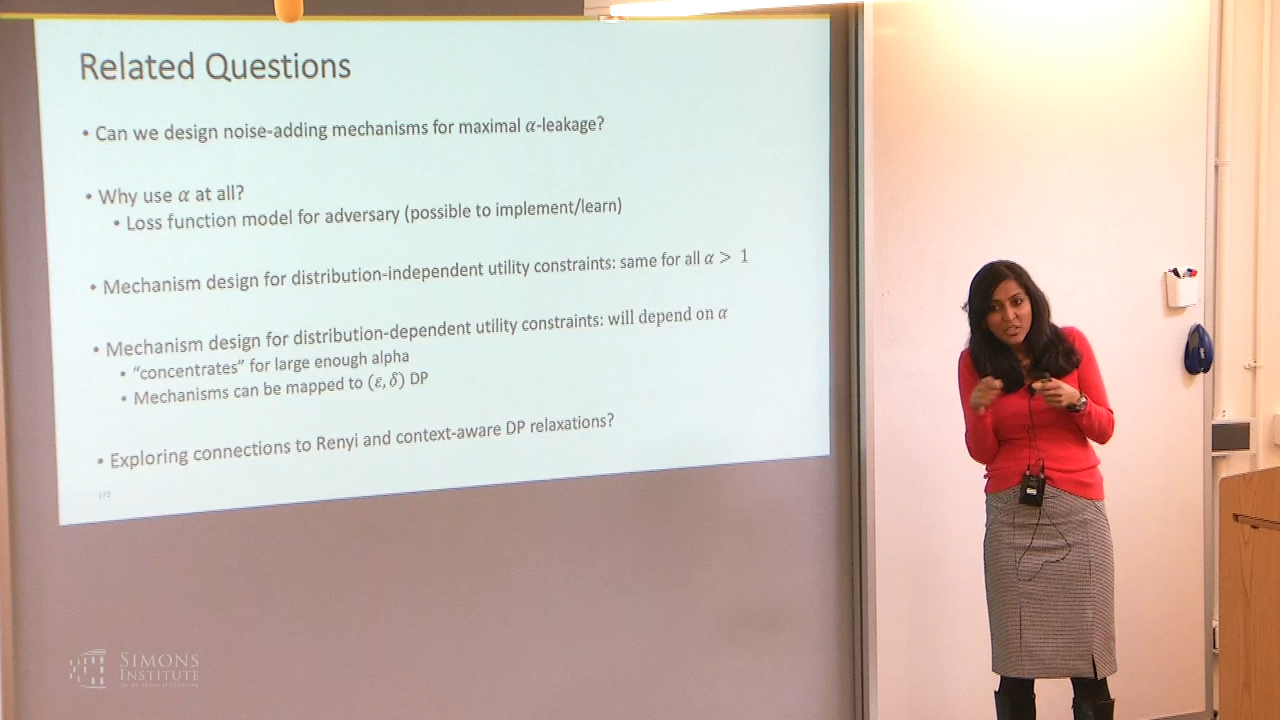 Related Questions
• Can we design noise-adding mechanisms for maximal α-leakage?
• Why use α at all?
• Loss function model for adversary (possible to implement/learn)
• Mechanism design for distribution-independent utility constraints: same for all α > 1
• Mechanism design for distribution-dependent utility constraints: will depend on α
• “concentrates” for large enough alpha
• Mechanisms can be mapped to (ε, δ) DP
• Exploring connections to Renyi and context-aware DP relaxations?
SIMONS
INSTITUTE